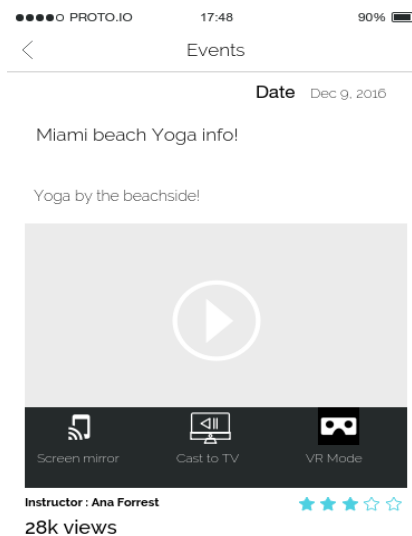 PROTO.IO 17:48 90%
Events
Date Dec 9, 2016
Miami beach Yoga info!
Yoga by the beachside!
Screen mirror Cast to TV VR Mode
Instructor : Ana Forrest
28k views